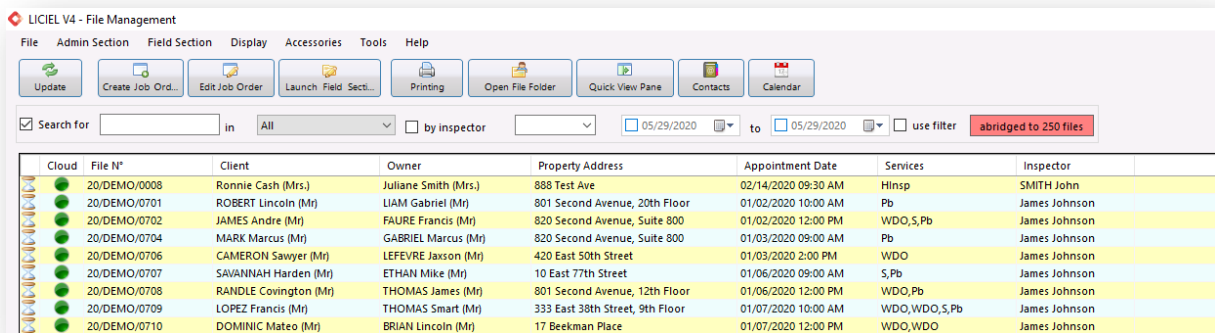 LICIEL V4 - File Management
File Admin Section Field Section Display Accessories Tools Help
Update Create Job Ord... Edit Job Order Launch Field Secti... Printing Open File Folder Quick View Pane Contacts Calendar
Search for in All by inspector 05/29/2020 to 05/29/2020 use filter abridged to 250 files
Cloud File N° Client Owner Property Address Appointment Date Services Inspector
20/DEMO/0008 Ronnie Cash (Mrs.) Juliane Smith (Mrs.) 888 Test Ave 02/14/2020 09:30 AM HInsp SMITH John
20/DEMO/0701 ROBERT Lincoln (Mr) LIAM Gabriel (Mr) 801 Second Avenue, 20th Floor 01/02/2020 10:00 AM Pb James Johnson
20/DEMO/0702 JAMES Andre (Mr) FAURE Francis (Mr) 820 Second Avenue, Suite 800 01/02/2020 12:00 PM WDO,S,Pb James Johnson
20/DEMO/0704 MARK Marcus (Mr) GABRIEL Marcus (Mr) 820 Second Avenue, Suite 800 01/03/2020 09:00 AM Pb James Johnson
20/DEMO/0706 CAMERON Sawyer (Mr) LEFEVRE Jaxson (Mr) 420 East 50th Street 01/03/2020 2:00 PM WDO James Johnson
20/DEMO/0707 SAVANNAH Harden (Mr) ETHAN Mike (Mr) 10 East 77th Street 01/06/2020 09:00 AM S,Pb James Johnson
20/DEMO/0708 RANDLE Covington (Mr) THOMAS James (Mr) 801 Second Avenue, 12th Floor 01/06/2020 12:00 PM WDO,Pb James Johnson
20/DEMO/0709 LOPEZ Francis (Mr) THOMAS Smart (Mr) 333 East 38th Street, 9th Floor 01/07/2020 10:00 AM WDO,WDO,S,Pb James Johnson
20/DEMO/0710 DOMINIC Mateo (Mr) BRIAN Lincoln (Mr) 17 Beekman Place 01/07/2020 12:00 PM WDO,WDO James Johnson